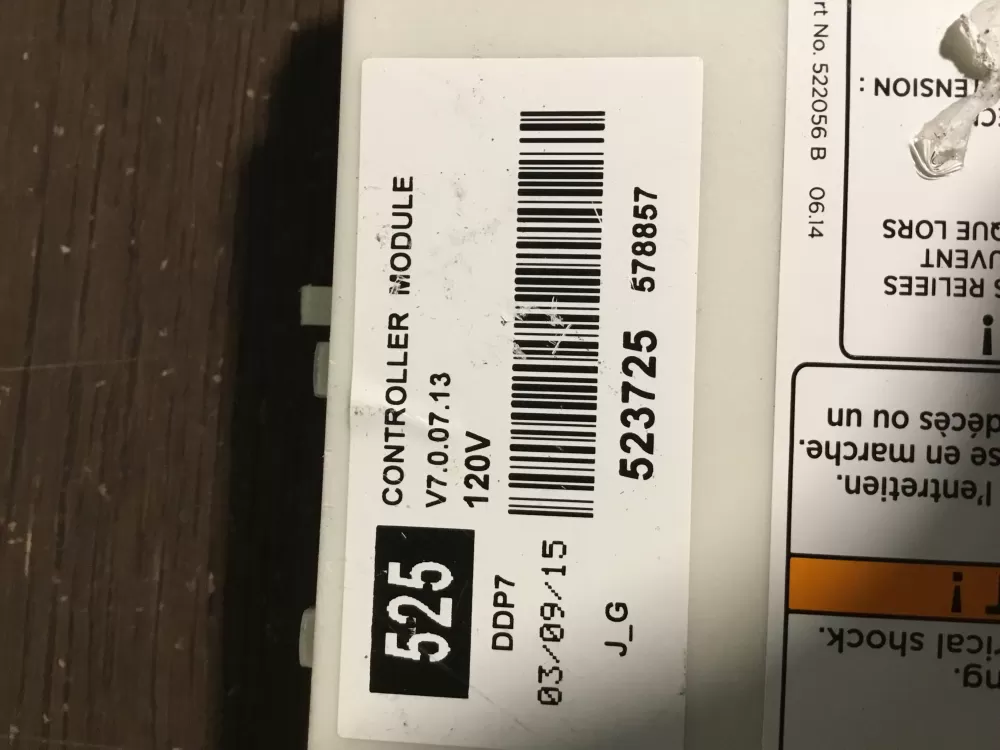 CONTROLLER MODULE
V7.0.07.13
120V
523725 578857
525
DDP7
03/09/15
J_G
rt No. 522056 B 06.14
ng.
rical shock.
!
l'entretien.
se en marche.
décès ou un
!
S RELIEES
UVENT
QUE LORS
TENSION :